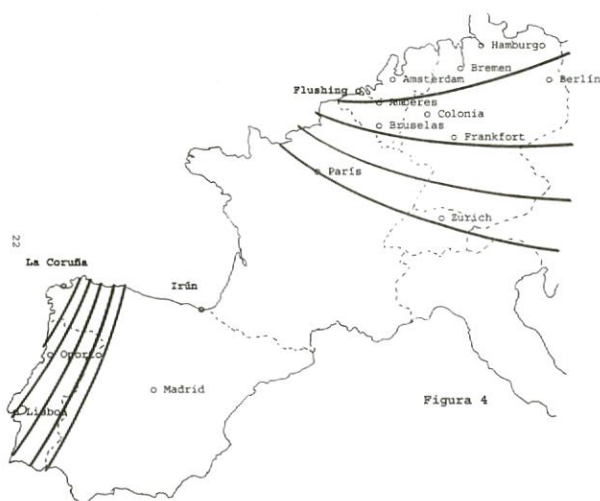 Hamburgo
Bremen
Amsterdam
Berlín
Flushing
Amberes
Colonia
Bruselas
Frankfort
París
Zurich
22
La Coruña
Irún
Oporto
Madrid
Lisboa
Figura 4